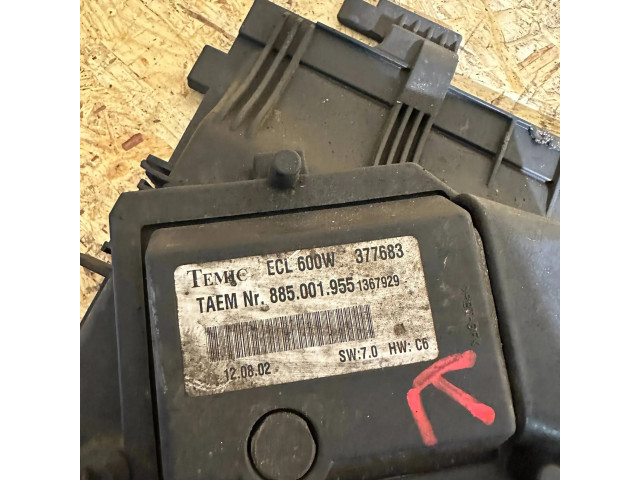 TEMIC ECL 600W 377683
TAEM Nr. 885.001.955 1367929
SW:7.0 HW: C6
12.08.02